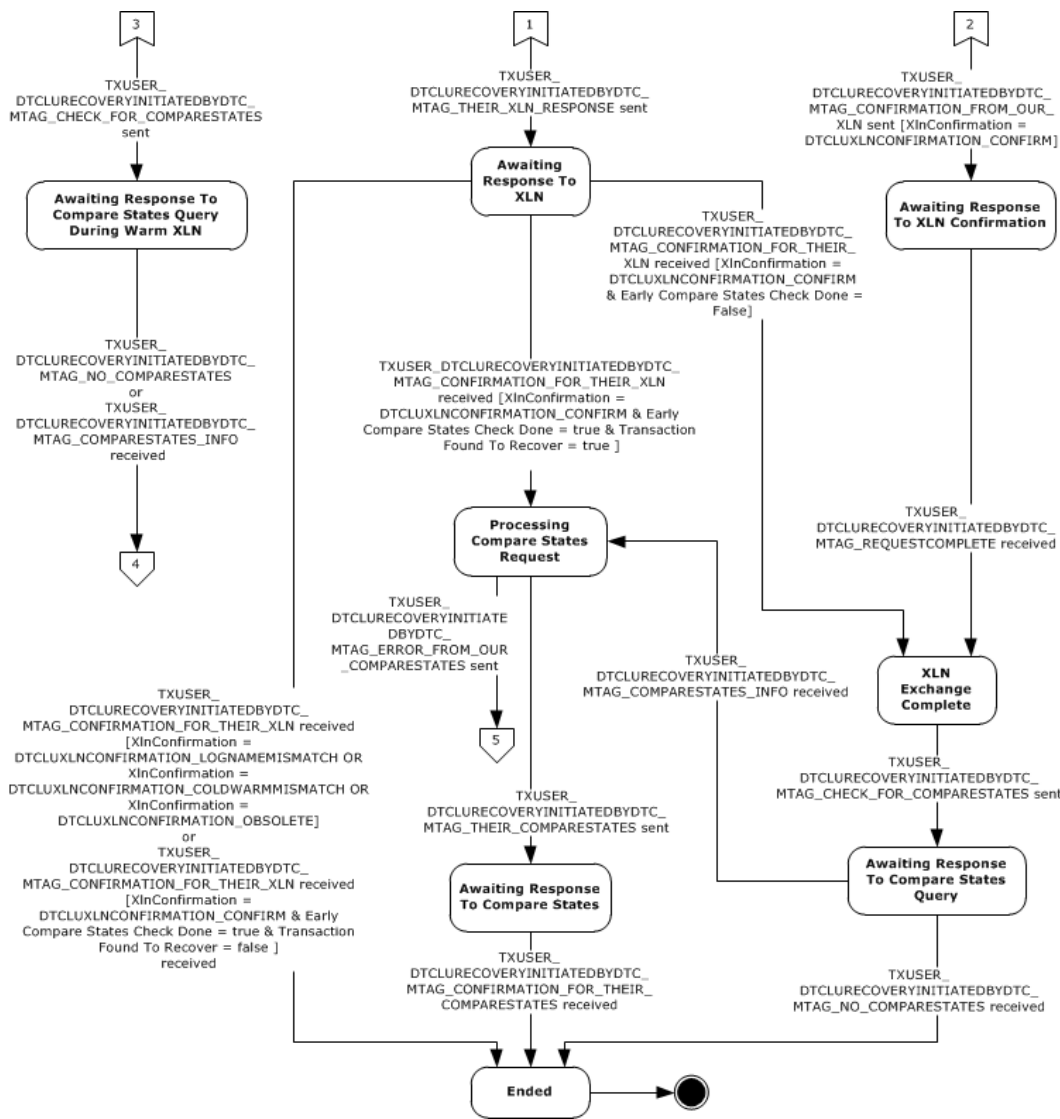 3
1
2
TXUSER_
DTCLURECOVERYINITIATEDBYDTC_
MTAG_CHECK_FOR_COMPARESTATES
sent
TXUSER_
DTCLURECOVERYINITIATEDBYDTC_
MTAG_THEIR_XLN_RESPONSE sent
TXUSER_
DTCLURECOVERYINITIATEDBYDTC_
MTAG_CONFIRMATION_FROM_OUR_
XLN sent [XlnConfirmation =
DTCLUXLNCONFIRMATION_CONFIRM]
Awaiting Response To
Compare States Query
During Warm XLN
Awaiting
Response To
XLN
Awaiting Response
To XLN Confirmation
TXUSER_
DTCLURECOVERYINITIATEDBYDTC_
MTAG_CONFIRMATION_FOR_THEIR_
XLN received [XlnConfirmation =
DTCLUXLNCONFIRMATION_CONFIRM
& Early Compare States Check Done =
False]
TXUSER_
DTCLURECOVERYINITIATEDBYDTC_
MTAG_NO_COMPARESTATES
or
TXUSER_
DTCLURECOVERYINITIATEDBYDTC_
MTAG_COMPARESTATES_INFO
received
TXUSER_DTCLURECOVERYINITIATEDBYDTC_
MTAG_CONFIRMATION_FOR_THEIR_XLN
received [XlnConfirmation =
DTCLUXLNCONFIRMATION_CONFIRM & Early
Compare States Check Done = true & Transaction
Found To Recover = true ]
4
Processing
Compare States
Request
TXUSER_
DTCLURECOVERYINITIATEDBYDTC_
MTAG_REQUESTCOMPLETE received
TXUSER_
DTCLURECOVERYINITIATE
DBYDTC_
MTAG_ERROR_FROM_OUR
_COMPARESTATES sent
5
TXUSER_
DTCLURECOVERYINITIATEDBYDTC_
MTAG_COMPARESTATES_INFO received
XLN
Exchange
Complete
TXUSER_
DTCLURECOVERYINITIATEDBYDTC_
MTAG_CONFIRMATION_FOR_THEIR_XLN received
[XlnConfirmation =
DTCLUXLNCONFIRMATION_LOGNAMEMISMATCH OR
XlnConfirmation =
DTCLUXLNCONFIRMATION_COLDWARMMISMATCH OR
XlnConfirmation =
DTCLUXLNCONFIRMATION_OBSOLETE]
or
TXUSER_
DTCLURECOVERYINITIATEDBYDTC_
MTAG_CONFIRMATION_FOR_THEIR_XLN received
[XlnConfirmation =
DTCLUXLNCONFIRMATION_CONFIRM & Early
Compare States Check Done = true & Transaction
Found To Recover = false ]
received
TXUSER_
DTCLURECOVERYINITIATEDBYDTC_
MTAG_THEIR_COMPARESTATES sent
TXUSER_
DTCLURECOVERYINITIATEDBYDTC_
MTAG_CHECK_FOR_COMPARESTATES sent
Awaiting Response
To Compare States
Awaiting Response
To Compare States
Query
TXUSER_
DTCLURECOVERYINITIATEDBYDTC_
MTAG_CONFIRMATION_FOR_THEIR_
COMPARESTATES received
TXUSER_
DTCLURECOVERYINITIATEDBYDTC_
MTAG_NO_COMPARESTATES received
Ended